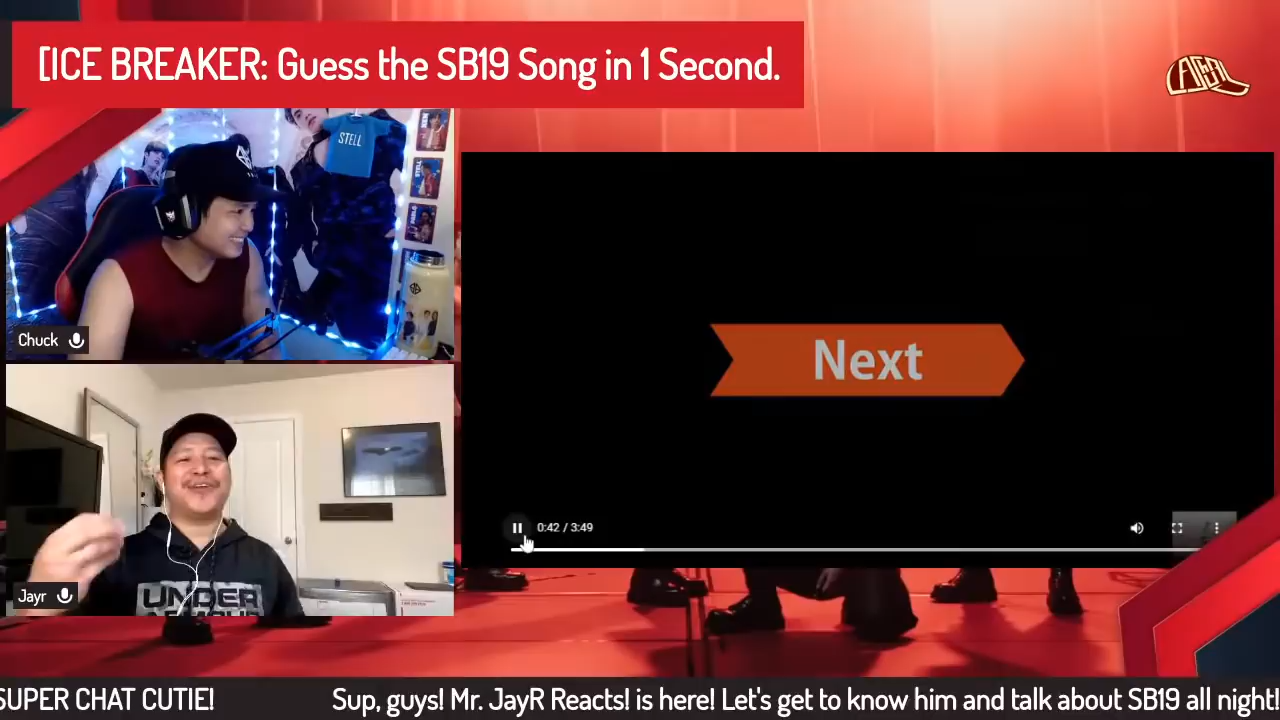 [ICE BREAKER: Guess the SB19 Song in 1 Second.
STELL
Chuck
Next
0:42 / 3:49
Jayr
UNDER
SUPER CHAT CUTIE!
Sup, guys! Mr. JayR Reacts! is here! Let's get to know him and talk about SB19 all night!